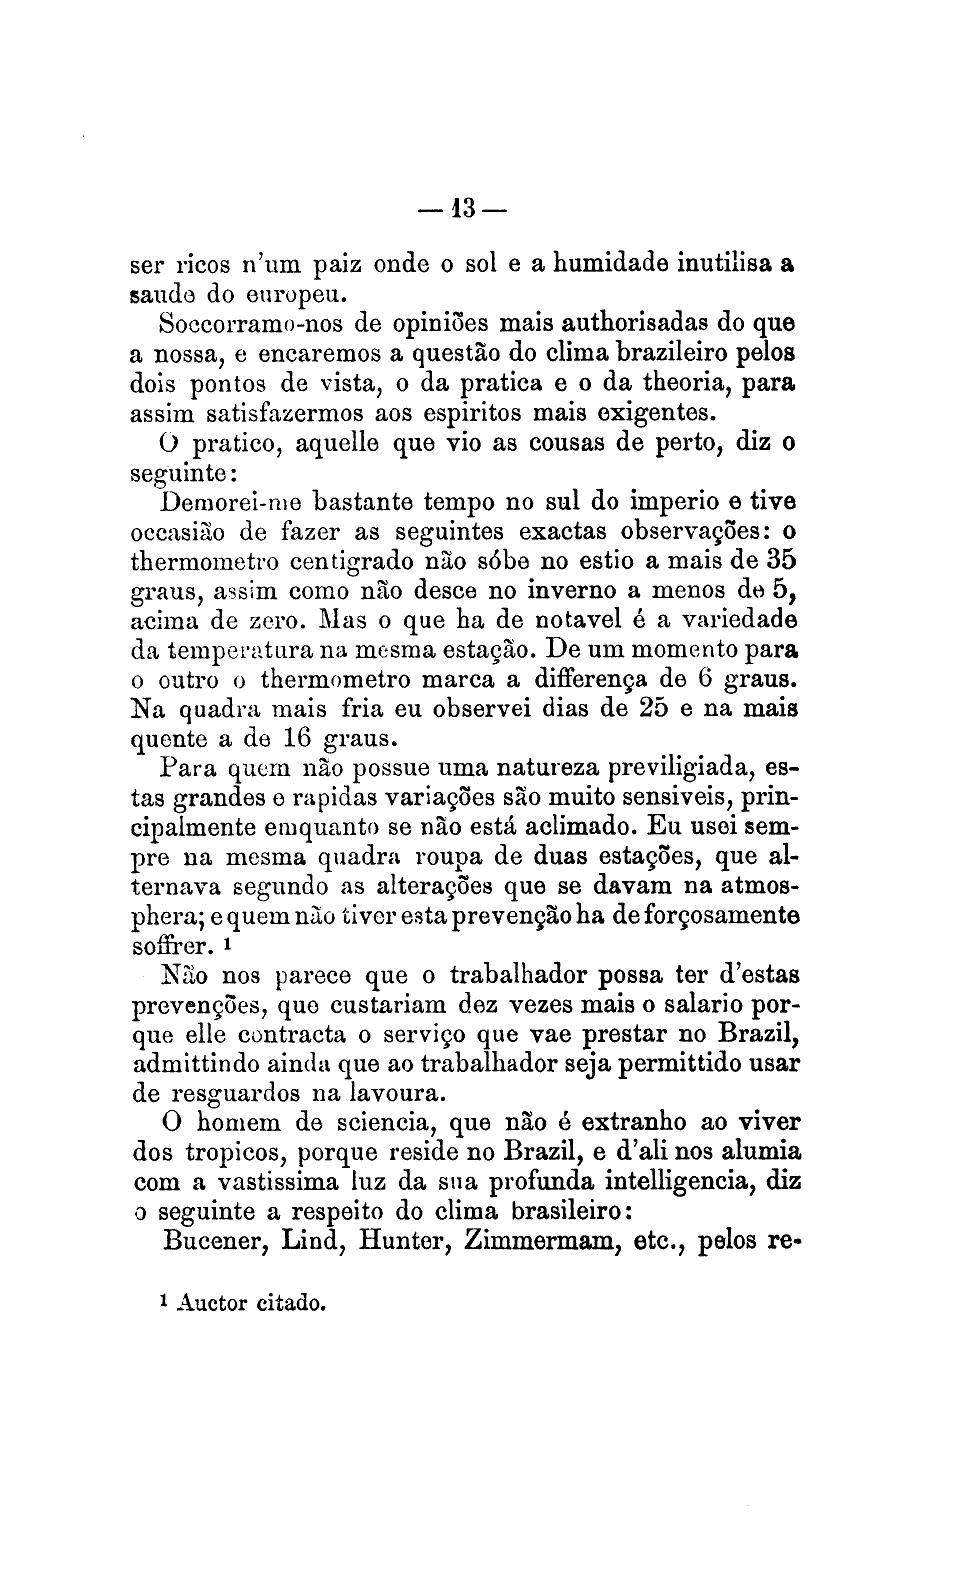 — 13 —
ser ricos n'um paiz onde o sol e a humidade inutilisa a
saude do europeu.
Soccorramo-nos de opiniões mais authorisadas do que
a nossa, e encaremos a questão do clima brazileiro pelos
dois pontos de vista, o da pratica e o da theoria, para
assim satisfazermos aos espiritos mais exigentes.
O pratico, aquelle que vio as cousas de perto, diz o
seguinte:
Demorei-me bastante tempo no sul do imperio e tive
occasião de fazer as seguintes exactas observações: o
thermometro centigrado não sóbe no estio a mais de 35
graus, assim como não desce no inverno a menos de 5,
acima de zero. Mas o que ha de notavel é a variedade
da temperatura na mesma estação. De um momento para
o outro o thermometro marca a differença de 6 graus.
Na quadra mais fria eu observei dias de 25 e na mais
quente a de 16 graus.
Para quem não possue uma natureza previligiada, es-
tas grandes e rapidas variações são muito sensiveis, prin-
cipalmente emquanto se não está aclimado. Eu usei sem-
pre na mesma quadra roupa de duas estações, que al-
ternava segundo as alterações que se davam na atmos-
phera; e quem não tiver esta prevenção ha de forçosamente
soffrer. 1
Não nos parece que o trabalhador possa ter d'estas
prevenções, que custariam dez vezes mais o salario por-
que elle contracta o serviço que vae prestar no Brazil,
admittindo ainda que ao trabalhador seja permittido usar
de resguardos na lavoura.
O homem de sciencia, que não é extranho ao viver
dos tropicos, porque reside no Brazil, e d'ali nos alumia
com a vastissima luz da sua profunda intelligencia, diz
o seguinte a respeito do clima brasileiro:
Bucener, Lind, Hunter, Zimmermam, etc., pelos re-
1 Auctor citado.